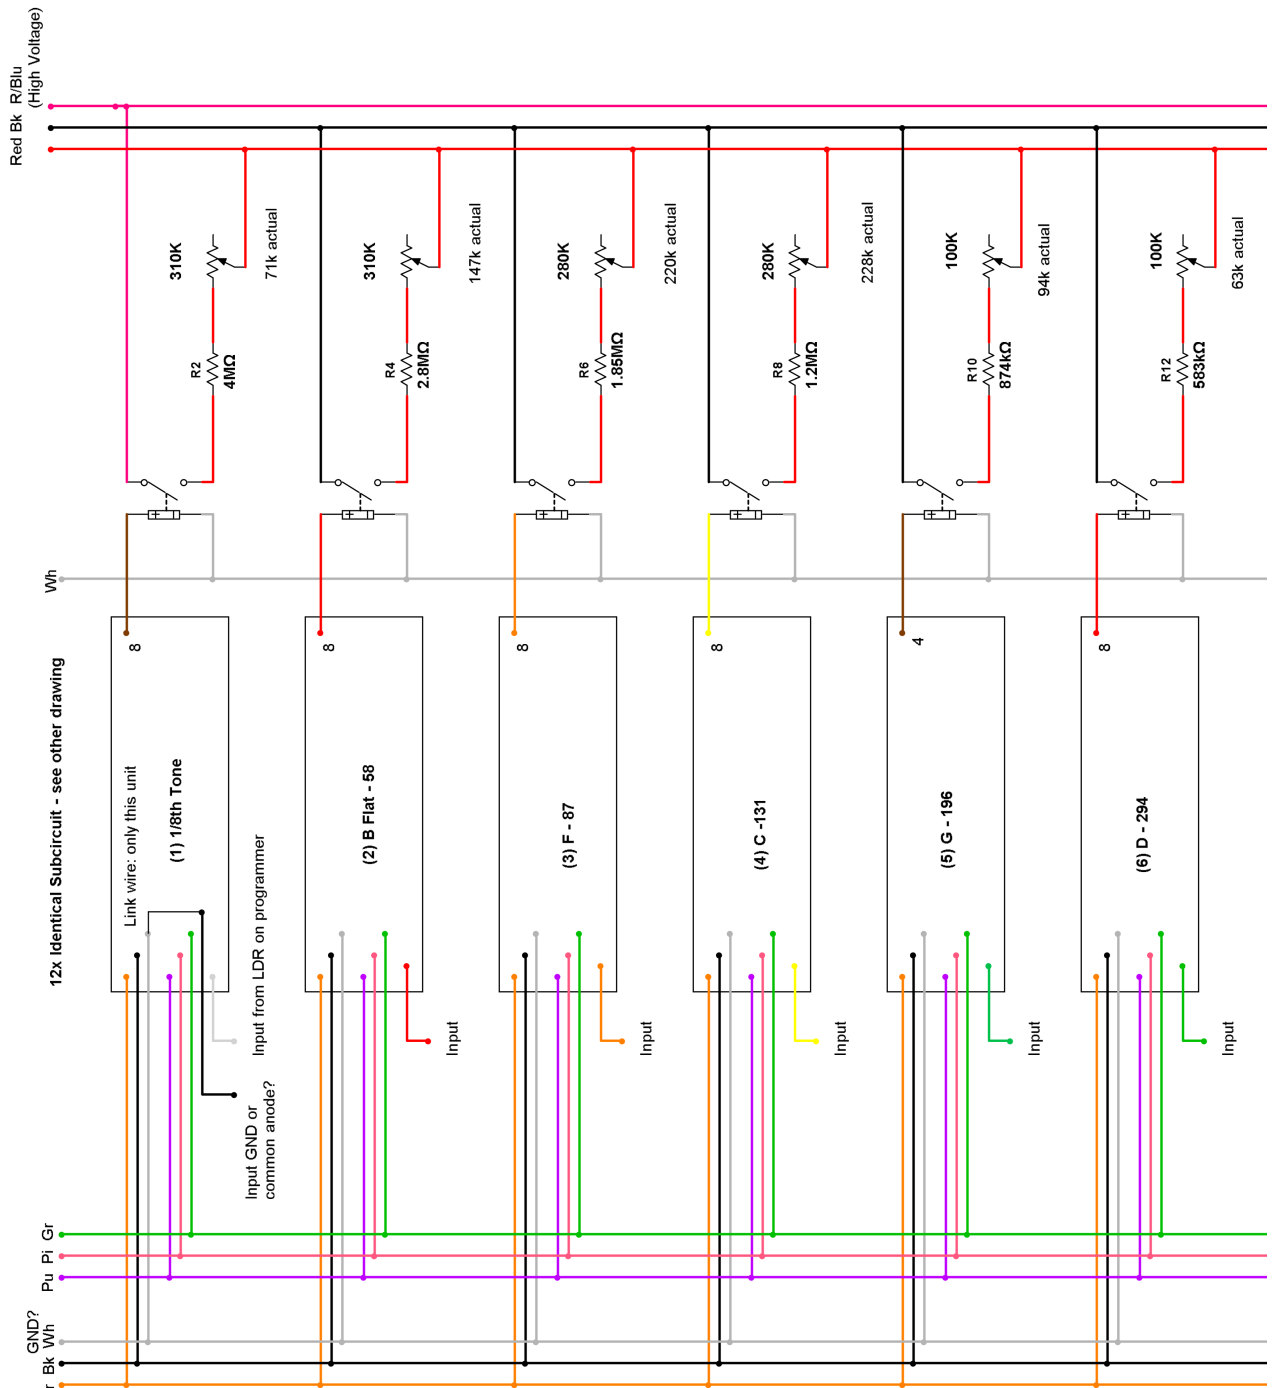 Red Bk R/Blu
(High Voltage)
310K
71k actual
310K
147k actual
280K
220k actual
280K
228k actual
100K
94k actual
100K
63k actual
R2
4MΩ
R4
2.8MΩ
R6
1.85MΩ
R8
1.2MΩ
R10
874kΩ
R12
583kΩ
Wh
12x Identical Subcircuit - see other drawing
8
Link wire: only this unit
(1) 1/8th Tone
8
(2) B Flat - 58
8
(3) F - 87
8
(4) C -131
4
(5) G - 196
8
(6) D - 294
Input from LDR on programmer
Input GND or
common anode?
Input
Input
Input
Input
Input
Gr
Pi
Pu
GND?
Wh
Bk
r